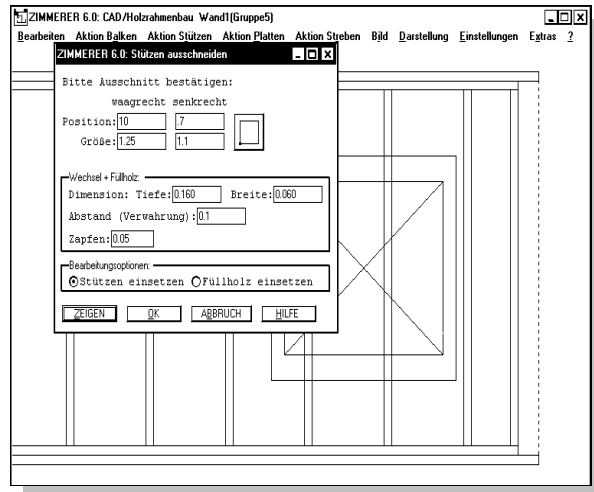 ZIMMERER 6.0: CAD/Holzrahmenbau Wand1(Gruppe5)
Bearbeiten Aktion Balken Aktion Stützen Aktion Platten Aktion Streben Bild Darstellung Einstellungen Extras ?
ZIMMERER 6.0: Stützen ausschneiden
Bitte Ausschnitt bestätigen:
waagrecht senkrecht
Position: 10 .7
Größe: 1.25 1.1
Wechsel + Füllholz:
Dimension: Tiefe: 0.160 Breite: 0.060
Abstand (Verwahrung): 0.1
Zapfen: 0.05
Bearbeitungsoptionen:
Stützen einsetzen Füllholz einsetzen
ZEIGEN OK ABBRUCH HILFE